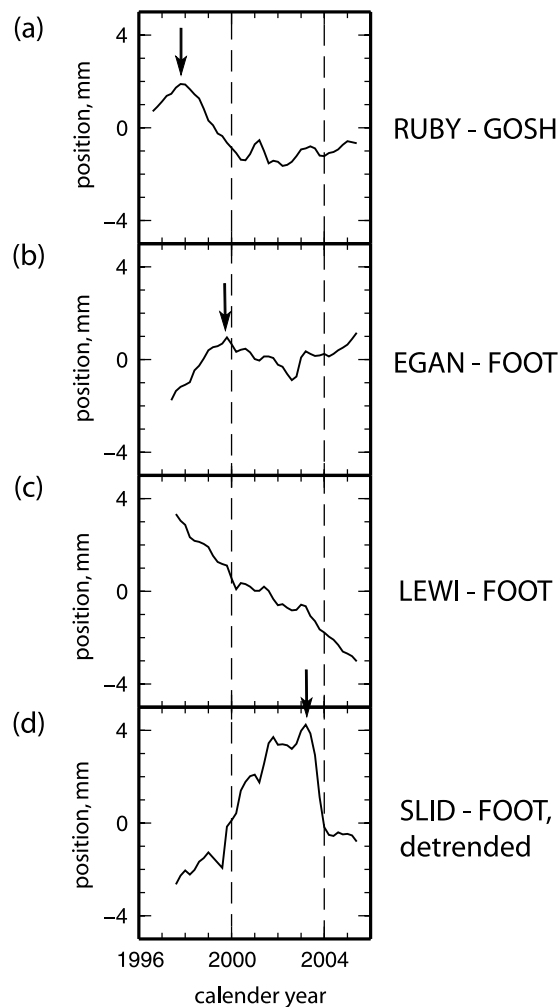 (a)
4
0
−4
position, mm
RUBY - GOSH
(b)
4
0
−4
position, mm
EGAN - FOOT
(c)
4
0
−4
position, mm
LEWI - FOOT
(d)
4
0
−4
position, mm
SLID - FOOT,
detrended
1996 2000 2004
calender year